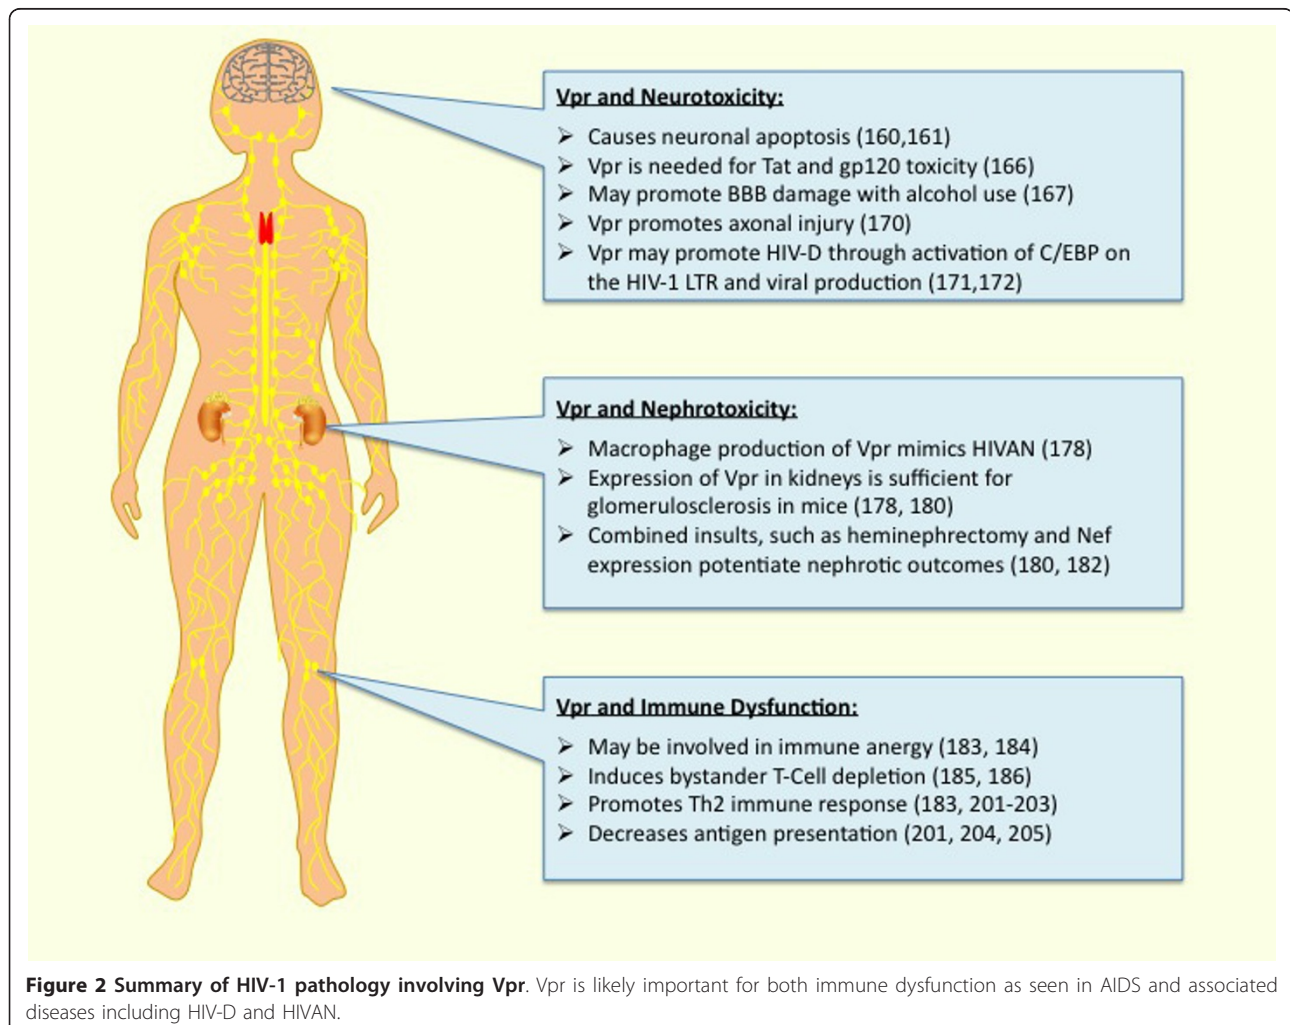 Vpr and Neurotoxicity:
➢ Causes neuronal apoptosis (160,161)
➢ Vpr is needed for Tat and gp120 toxicity (166)
➢ May promote BBB damage with alcohol use (167)
➢ Vpr promotes axonal injury (170)
➢ Vpr may promote HIV-D through activation of C/EBP on
the HIV-1 LTR and viral production (171,172)
Vpr and Nephrotoxicity:
➢ Macrophage production of Vpr mimics HIVAN (178)
➢ Expression of Vpr in kidneys is sufficient for
glomerulosclerosis in mice (178, 180)
➢ Combined insults, such as heminephrectomy and Nef
expression potentiate nephrotic outcomes (180, 182)
Vpr and Immune Dysfunction:
➢ May be involved in immune anergy (183, 184)
➢ Induces bystander T-Cell depletion (185, 186)
➢ Promotes Th2 immune response (183, 201-203)
➢ Decreases antigen presentation (201, 204, 205)
Figure 2 Summary of HIV-1 pathology involving Vpr. Vpr is likely important for both immune dysfunction as seen in AIDS and associated
diseases including HIV-D and HIVAN.